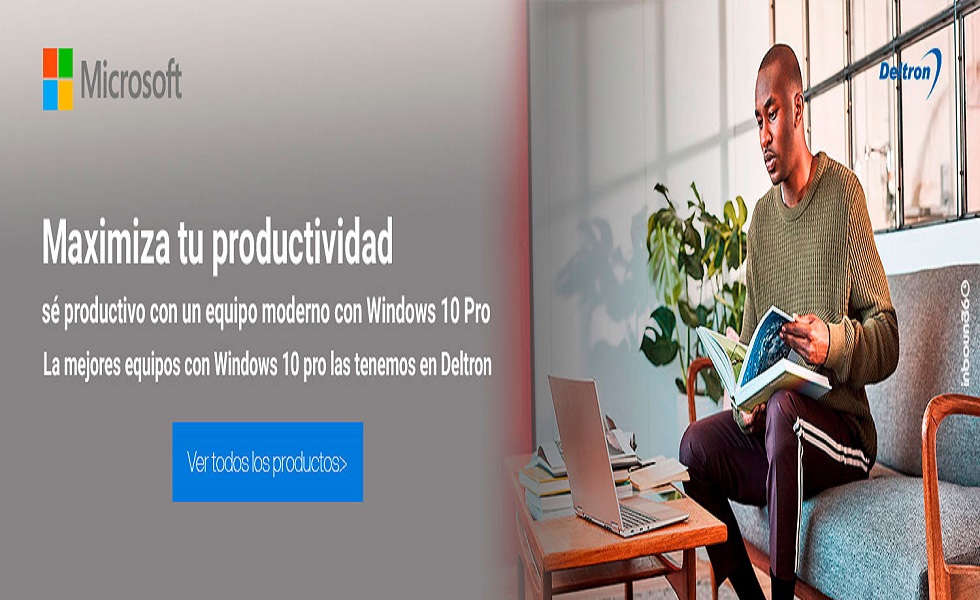 Microsoft
Deltron
Maximiza tu productividad
sé productivo con un equipo moderno con Windows 10 Pro
La mejores equipos con Windows 10 pro las tenemos en Deltron
Ver todos los productos>
inboun36